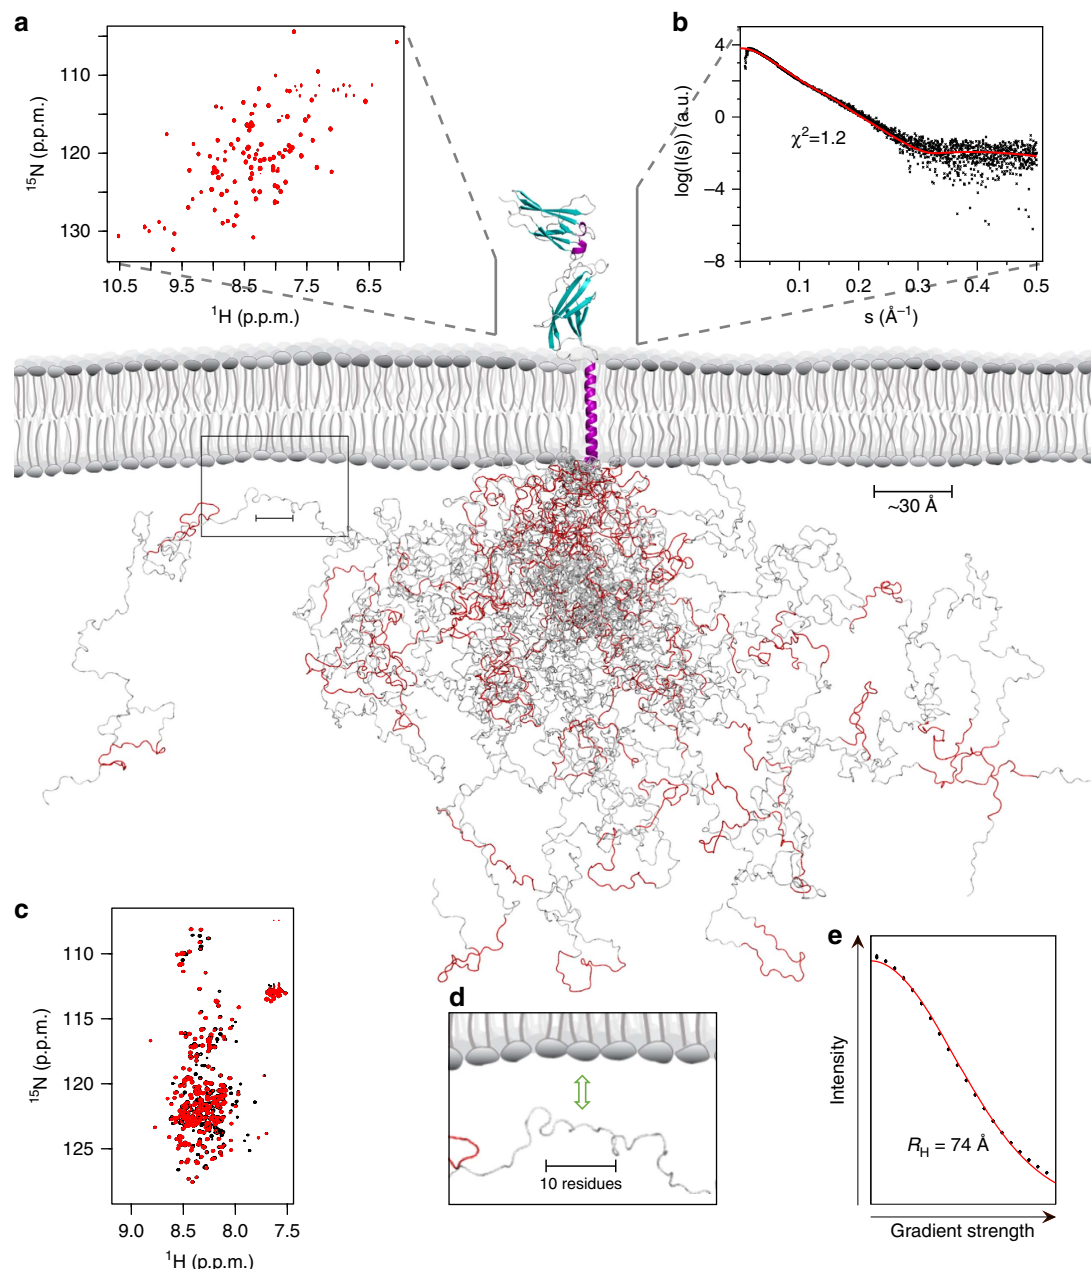 a
110
120
130
15N (p.p.m.)
10.5 9.5 8.5 7.5 6.5
1H (p.p.m.)
b
4
0
−4
−8
log(I(s)) (a.u.)
χ2=1.2
0.1 0.2 0.3 0.4 0.5
s (Å−1)
~30 Å
c
110
115
120
125
15N (p.p.m.)
9.0 8.5 8.0 7.5
1H (p.p.m.)
d
10 residues
e
Intensity
RH = 74 Å
Gradient strength